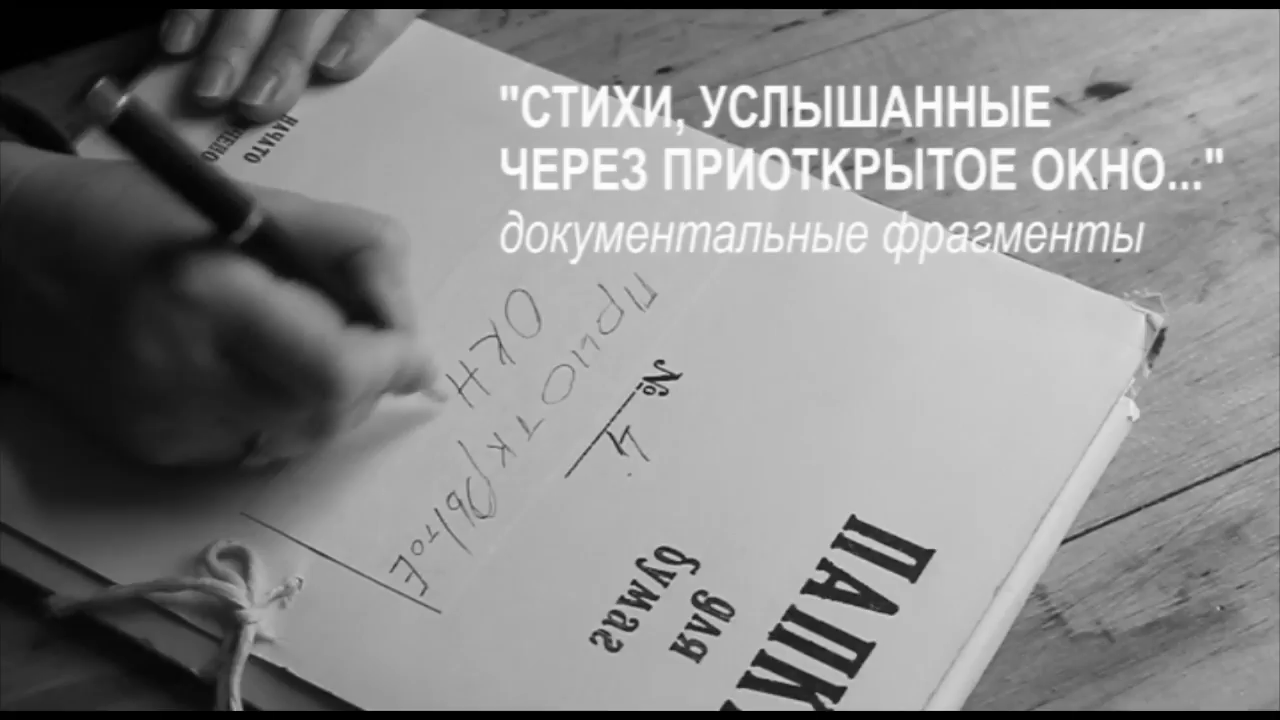 "СТИХИ, УСЛЫШАННЫЕ
ЧЕРЕЗ ПРИОТКРЫТОЕ ОКНО..."
документальные фрагменты
ПАПК
для
бумаг
№ 4.
ПРИОТКРЫТОЕ
ОКН
НАЧАТО